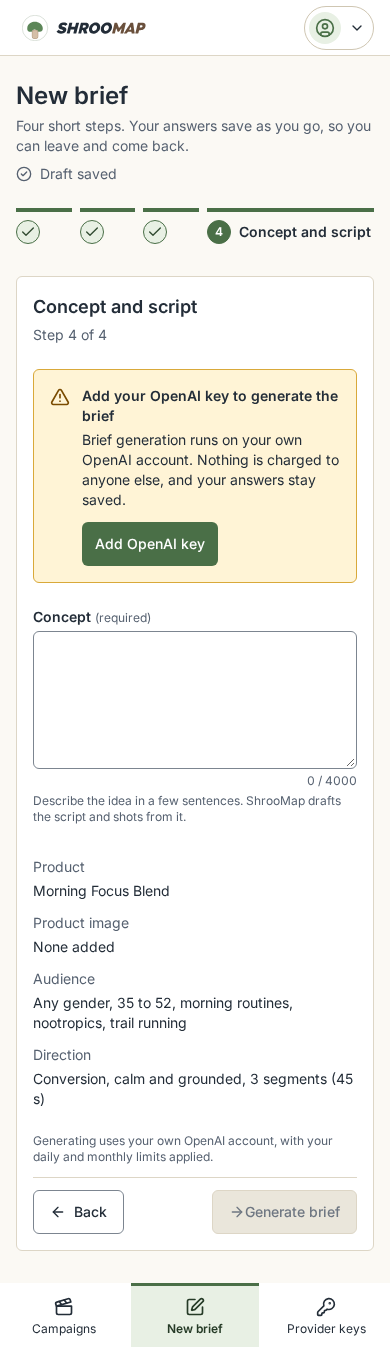 SHROOMAP
New brief
Four short steps. Your answers save as you go, so you
can leave and come back.
Draft saved
4 Concept and script
Concept and script
Step 4 of 4
Add your OpenAI key to generate the
brief
Brief generation runs on your own
OpenAI account. Nothing is charged to
anyone else, and your answers stay
saved.
Add OpenAI key
Concept (required)
0 / 4000
Describe the idea in a few sentences. ShrooMap drafts
the script and shots from it.
Product
Morning Focus Blend
Product image
None added
Audience
Any gender, 35 to 52, morning routines,
nootropics, trail running
Direction
Conversion, calm and grounded, 3 segments (45
s)
Generating uses your own OpenAI account, with your
daily and monthly limits applied.
Back
Generate brief
Campaigns
New brief
Provider keys